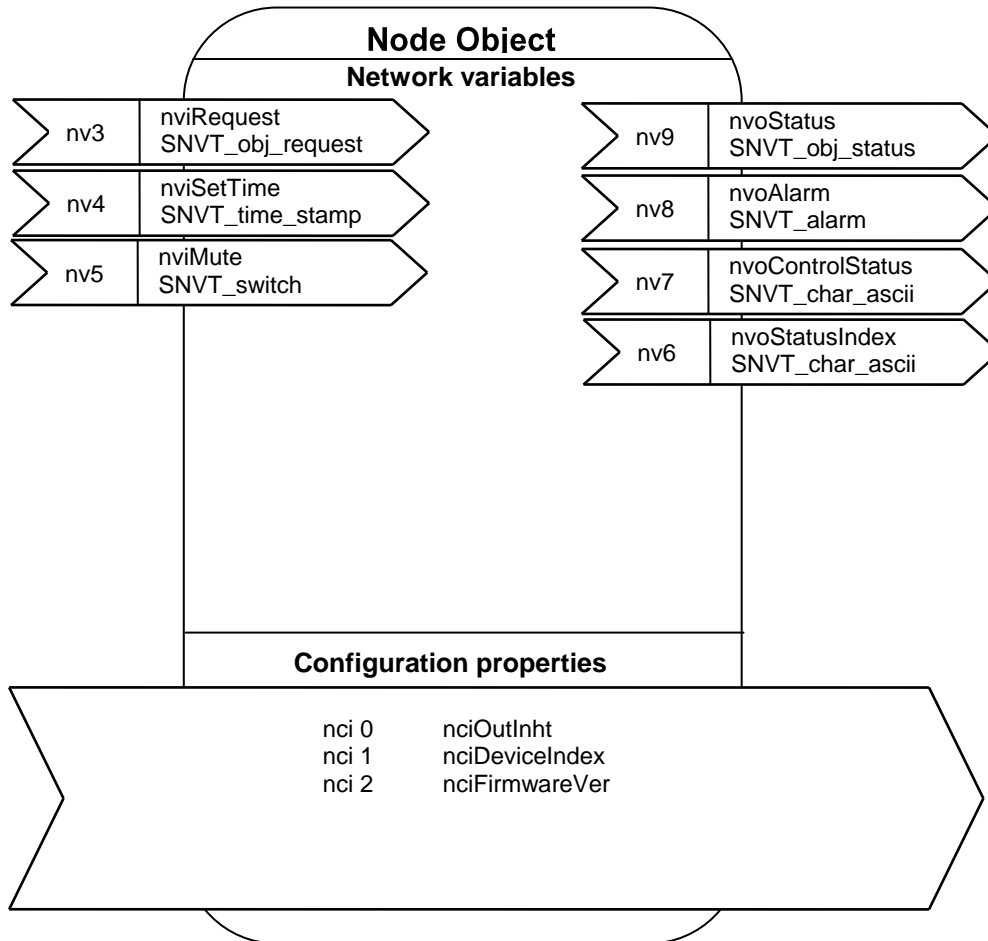 Node Object
Network variables
nv3
nviRequest
SNVT_obj_request
nv4
nviSetTime
SNVT_time_stamp
nv5
nviMute
SNVT_switch
nv9
nvoStatus
SNVT_obj_status
nv8
nvoAlarm
SNVT_alarm
nv7
nvoControlStatus
SNVT_char_ascii
nv6
nvoStatusIndex
SNVT_char_ascii
Configuration properties
nci 0 nciOutInht
nci 1 nciDeviceIndex
nci 2 nciFirmwareVer